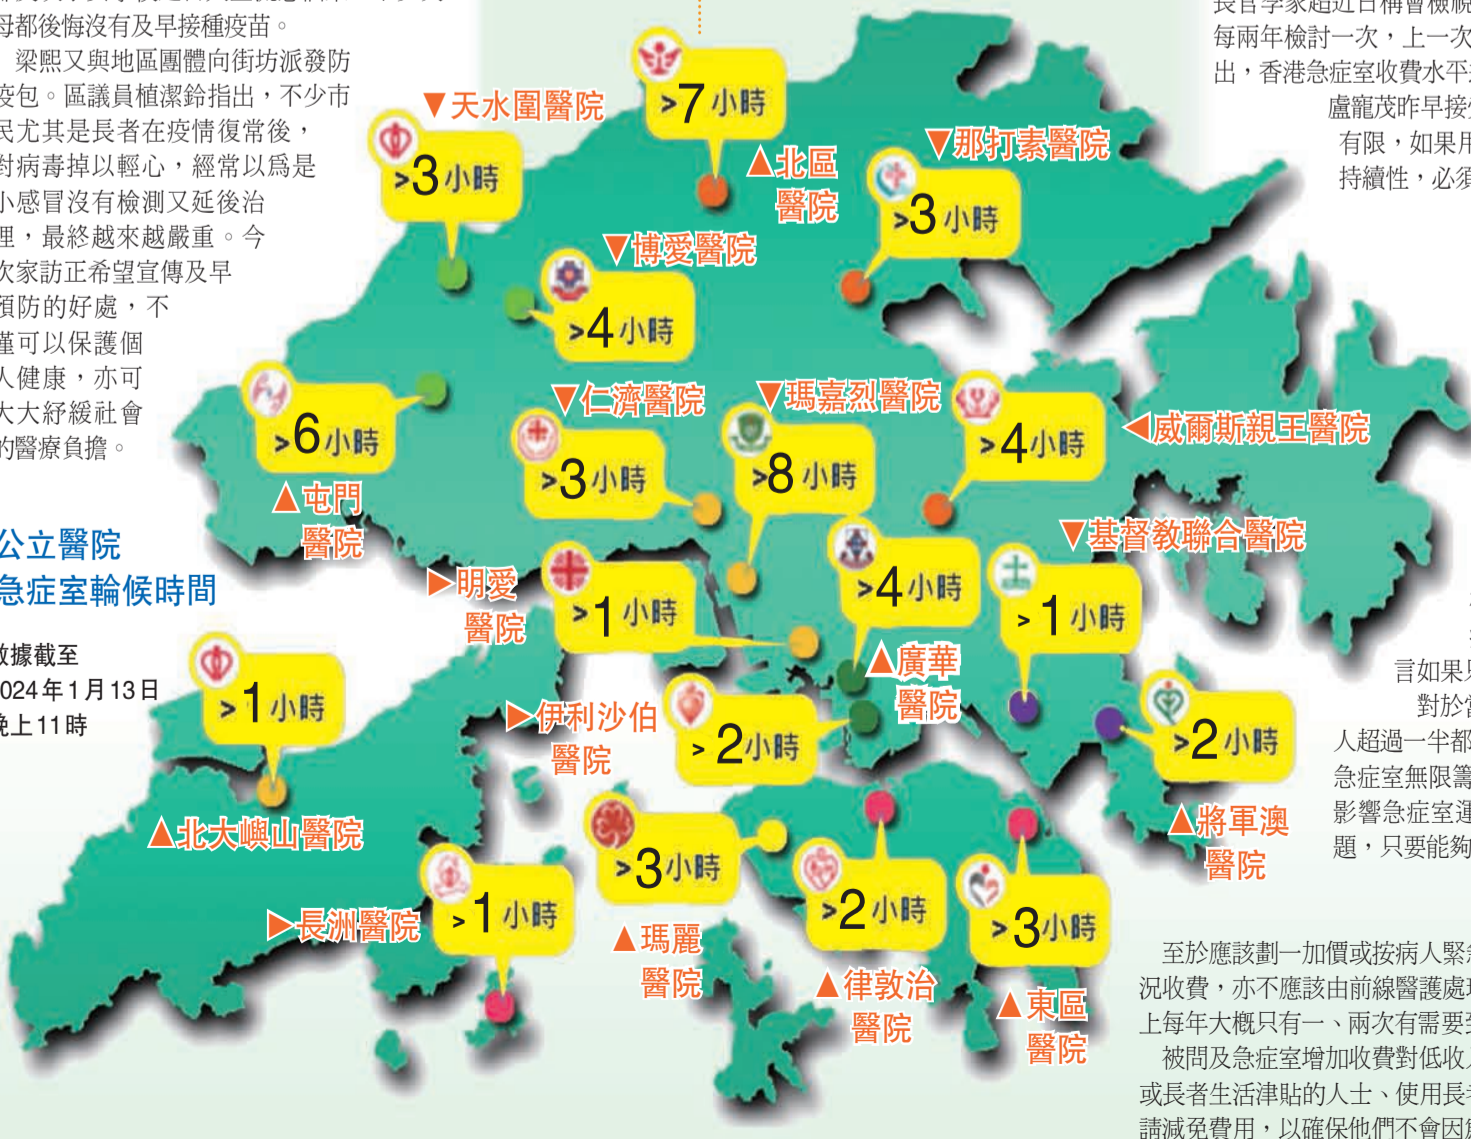 母都後悔沒有及早接種疫苗。
梁熙又與地區團體向街坊派發防
疫包。區議員植潔鈴指出，不少市
民尤其是長者在疫情復常後，
對病毒掉以輕心，經常以爲是
小感冒沒有檢測又延後治
理，最終越來越嚴重。今
次家訪正希望宣傳及早
預防的好處，不
僅可以保護個
人健康，亦可
大大紓緩社會
的醫療負擔。
公立醫院
急症室輪候時間
數據截至
2024年1月13日
晚上11時
▼天水圍醫院
>3小時
>7小時
▲北區
醫院
▼那打素醫院
>3小時
▼博愛醫院
>4小時
>6小時
▲屯門
醫院
▼仁濟醫院
>3小時
▼瑪嘉烈醫院
>8小時
>4小時
◀威爾斯親王醫院
▶明愛
醫院
>1小時
>4小時
▲廣華
醫院
▼基督教聯合醫院
>1小時
>1小時
▲北大嶼山醫院
▶伊利沙伯
醫院
>2小時
>2小時
▲將軍澳
醫院
▶長洲醫院
>1小時
>3小時
▲瑪麗
醫院
>2小時
▲律敦治
醫院
>3小時
▲東區
醫院
長官李家超近日稱會檢視
每兩年檢討一次，上一次
出，香港急症室收費水平
盧寵茂昨早接
有限，如果用
持續性，必須
言如果只
對於當
人超過一半都
急症室無限籌
影響急症室運
題，只要能夠
至於應該劃一加價或按病人緊急
況收費，亦不應該由前線醫護處理
上每年大概只有一、兩次有需要
被問及急症室增加收費對低收入
或長者生活津貼的人士、使用長者
請減免費用，以確保他們不會因